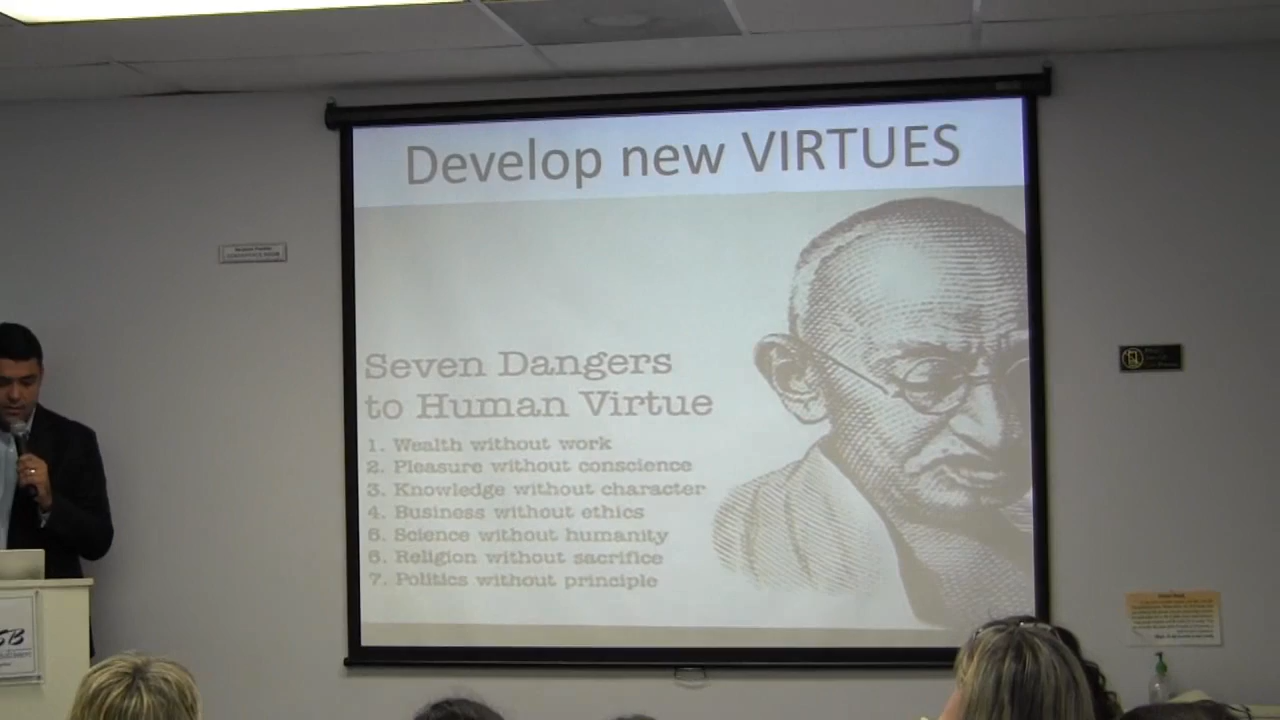 Develop new VIRTUES
Seven Dangers
to Human Virtue
1. Wealth without work
2. Pleasure without conscience
3. Knowledge without character
4. Business without ethics
5. Science without humanity
6. Religion without sacrifice
7. Politics without principle
SB